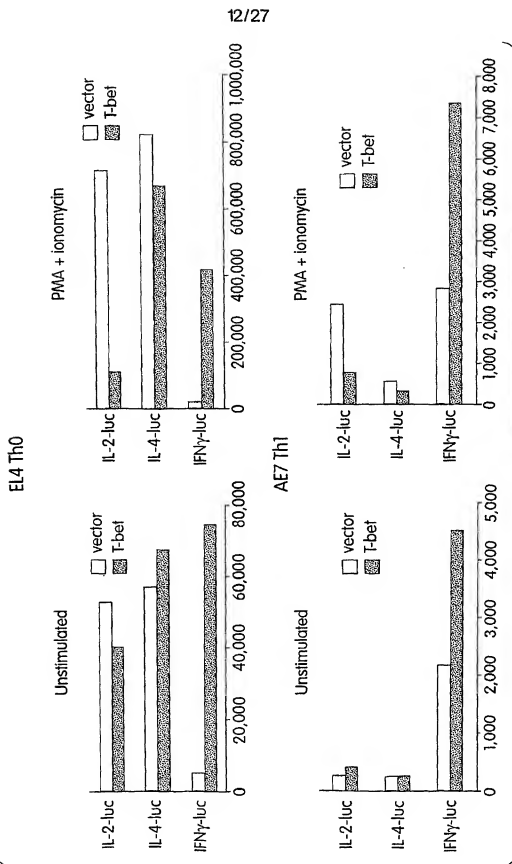 12/27
EL4 Th0
Unstimulated
vector
T-bet
IL-2-luc
IL-4-luc
IFNγ-luc
0 20,000 40,000 60,000 80,000
PMA + ionomycin
vector
T-bet
IL-2-luc
IL-4-luc
IFNγ-luc
0 200,000 400,000 600,000 800,000 1,000,000
AE7 Th1
Unstimulated
vector
T-bet
IL-2-luc
IL-4-luc
IFNγ-luc
0 1,000 2,000 3,000 4,000 5,000
PMA + ionomycin
vector
T-bet
IL-2-luc
IL-4-luc
IFNγ-luc
0 1,000 2,000 3,000 4,000 5,000 6,000 7,000 8,000